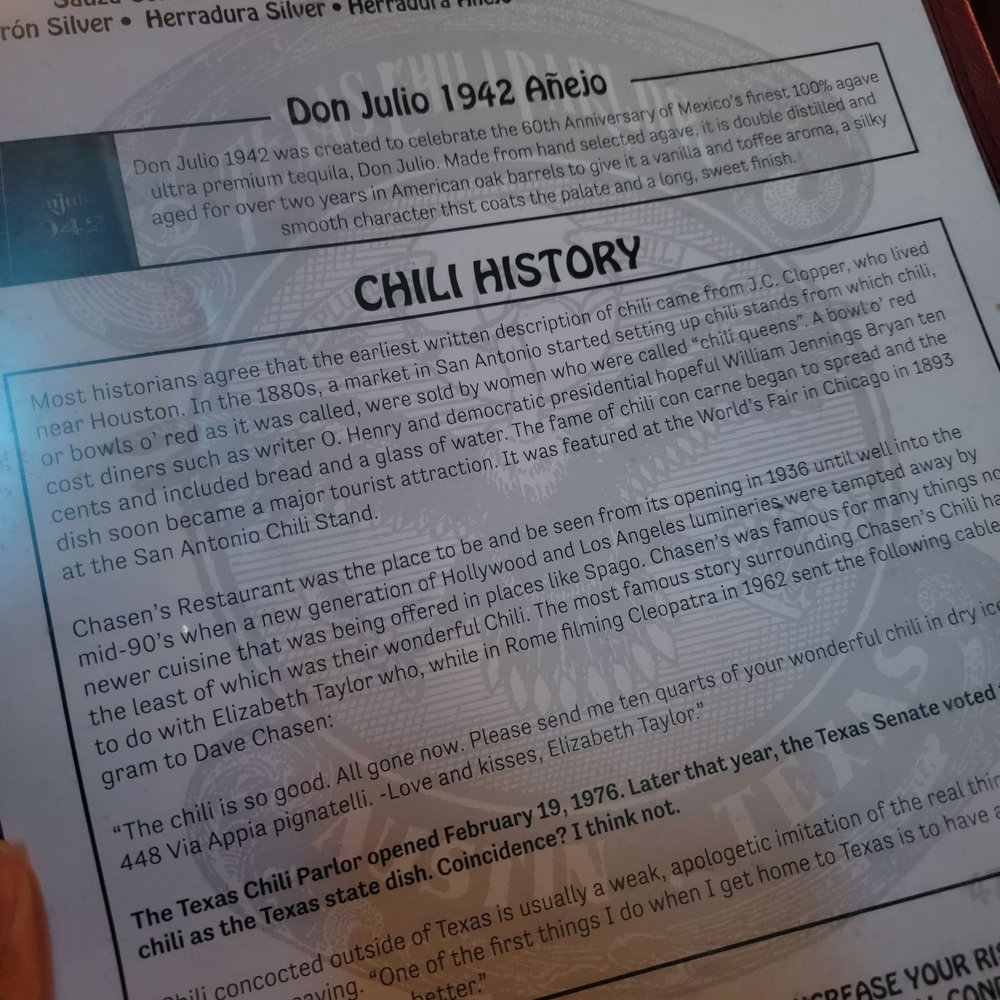 rón Silver • Herradura Silver • Herradura Añejo
Don Julio 1942 Añejo
Don Julio 1942 was created to celebrate the 60th Anniversary of Mexico's finest 100% agave
ultra premium tequila, Don Julio. Made from hand selected agave, it is double distilled and
aged for over two years in American oak barrels to give it a vanilla and toffee aroma, a silky
smooth character thst coats the palate and a long, sweet finish.
CHILI HISTORY
Most historians agree that the earliest written description of chili came from J.C. Clopper, who lived
near Houston. In the 1880s, a market in San Antonio started setting up chili stands from which chili,
or bowls o' red as it was called, were sold by women who were called "chili queens". A bowl o' red
cost diners such as writer O. Henry and democratic presidential hopeful William Jennings Bryan ten
cents and included bread and a glass of water. The fame of chili con carne began to spread and the
dish soon became a major tourist attraction. It was featured at the World's Fair in Chicago in 1893
at the San Antonio Chili Stand.
Chasen's Restaurant was the place to be and be seen from its opening in 1936 until well into the
mid-90's when a new generation of Hollywood and Los Angeles lumineries were tempted away by
newer cuisine that was being offered in places like Spago. Chasen's was famous for many things no
the least of which was their wonderful Chili. The most famous story surrounding Chasen's Chili ha
to do with Elizabeth Taylor who, while in Rome filming Cleopatra in 1962 sent the following cable
gram to Dave Chasen:
"The chili is so good. All gone now. Please send me ten quarts of your wonderful chili in dry ice
448 Via Appia pignatelli. -Love and kisses, Elizabeth Taylor."
The Texas Chili Parlor opened February 19, 1976. Later that year, the Texas Senate voted
chili as the Texas state dish. Coincidence? I think not.
Chili concocted outside of Texas is usually a weak, apologetic imitation of the real thin
"One of the first things I do when I get home to Texas is to have a
better."
YOUR
AUSTIN TEXAS